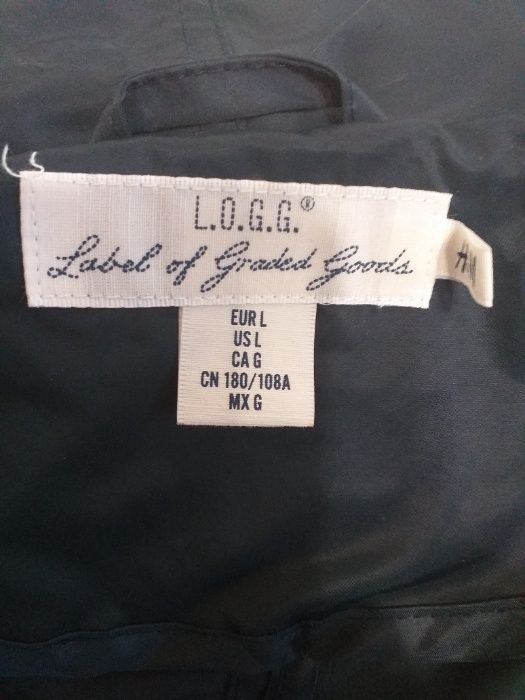 L.O.G.G.®
Label of Graded Goods
H&M
EUR L
US L
CA G
CN 180/108A
MX G